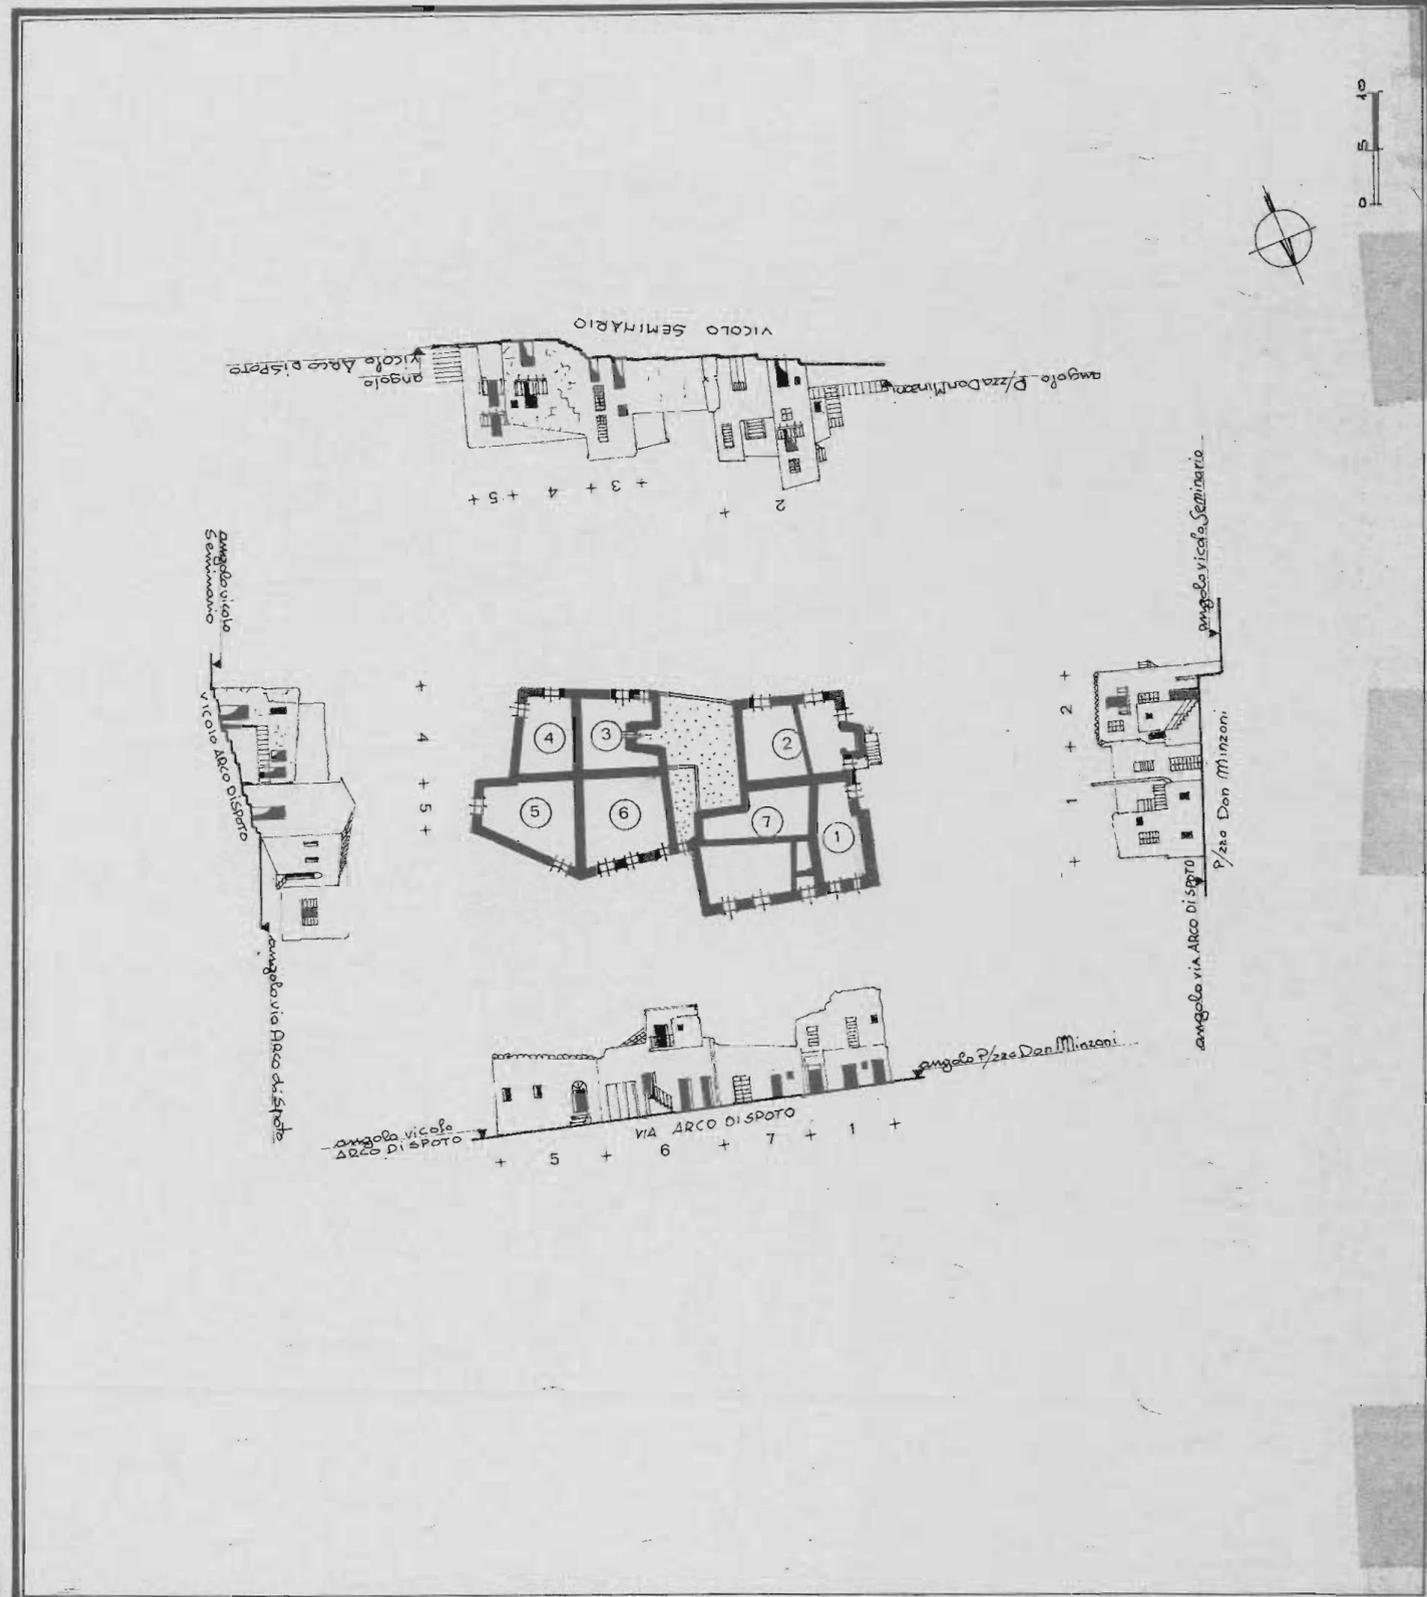 0 5 10
VICOLO SEMINARIO
angolo
vicolo ARCO DI SPOTO
angolo P/zza Don Minzoni
+ 5 + 4 + 3 + 2 +
angolo vicolo
Seminario
VICOLO ARCO DI SPOTO
angolo via ARCO di Spoto
+ 4 + 5 +
4
3
2
5
6
7
1
angolo vicolo Seminario
+ 2 + 1 +
P/zza Don Minzoni
angolo via ARCO DI SPOTO
angolo P/zza Don Minzoni
angolo vicolo
ARCO DI SPOTO
VIA ARCO DI SPOTO
+ 5 + 6 + 7 + 1 +